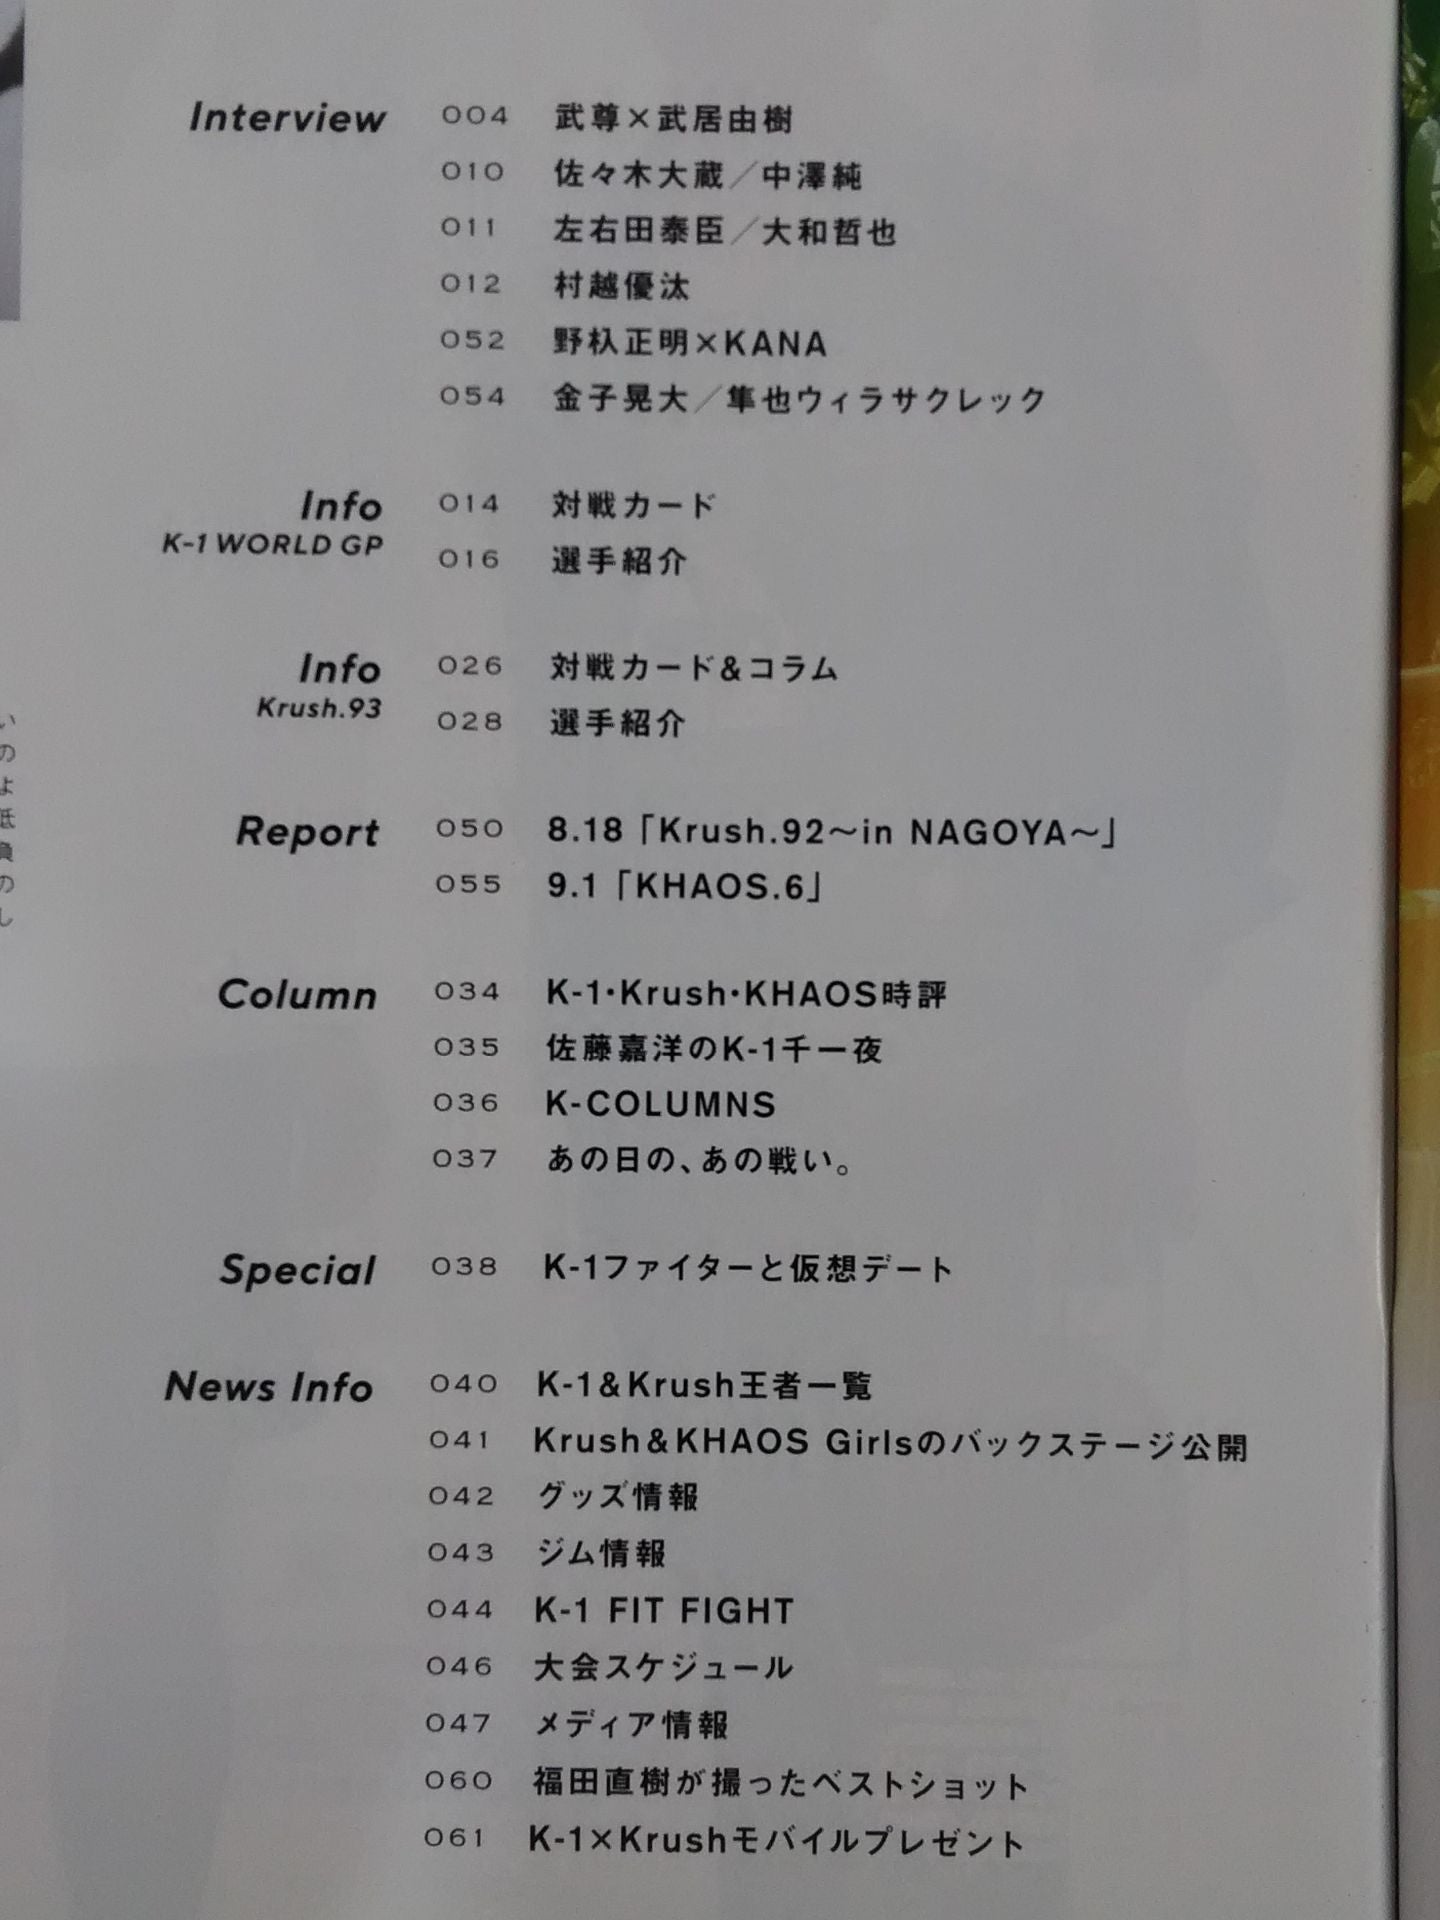 Interview 004 武尊×武居由樹
010 佐々木大蔵／中澤純
011 左右田泰臣／大和哲也
012 村越優汰
052 野杁正明×KANA
054 金子晃大／隼也ウィラサクレック
Info 014 対戦カード
K-1 WORLD GP
016 選手紹介
Info 026 対戦カード&コラム
Krush.93
028 選手紹介
Report 050 8.18「Krush.92〜in NAGOYA〜」
055 9.1「KHAOS.6」
Column 034 K-1・Krush・KHAOS時評
035 佐藤嘉洋のK-1千一夜
036 K-COLUMNS
037 あの日の、あの戦い。
Special 038 K-1ファイターと仮想デート
News Info 040 K-1&Krush王者一覧
041 Krush&KHAOS Girlsのバックステージ公開
042 グッズ情報
043 ジム情報
044 K-1 FIT FIGHT
046 大会スケジュール
047 メディア情報
060 福田直樹が撮ったベストショット
061 K-1×Krushモバイルプレゼント
い
の
よ
低
負
の
し